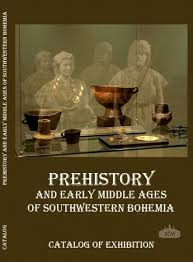 PREHISTORY AND EARLY MIDDLE AGES OF SOUTHWESTERN BOHEMIA
CATALOG
PREHISTORY
AND EARLY MIDDLE AGES
OF SOUTHWESTERN BOHEMIA
CATALOG OF EXHIBITION